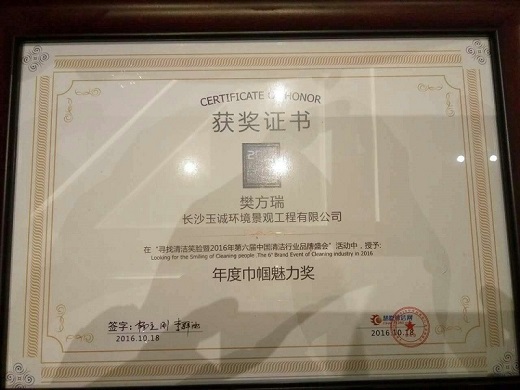 CERTIFICATE OF HONOR
获奖证书
樊方瑞
长沙玉诚环境景观工程有限公司
在“寻找清洁笑脸暨2016年第六届中国清洁行业品牌盛会”活动中，授予：
Looking for the Smiling of Cleaning people .The 6th Brand Event of Cleaning industry in 2016
年度巾帼魅力奖
签字：
2016.10.18
2016.10.18